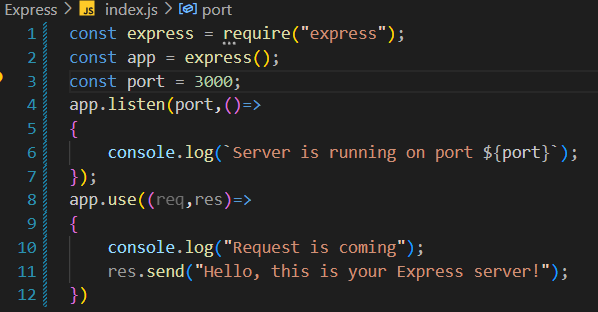 Express > JS index.js > port
1 const express = require("express");
2 const app = express();
3 const port = 3000;
4 app.listen(port,()=>
5 {
6     console.log(`Server is running on port ${port}`);
7 });
8 app.use((req,res)=>
9 {
10     console.log("Request is coming");
11     res.send("Hello, this is your Express server!");
12 })